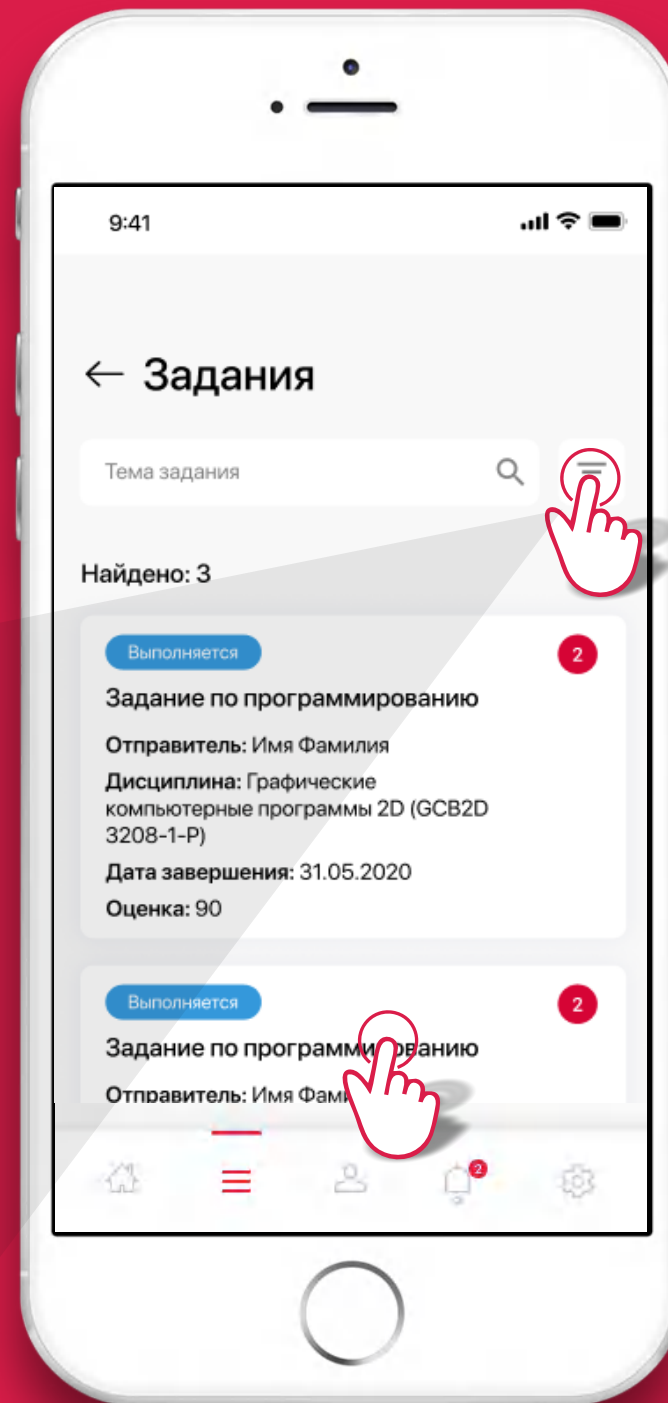 9:41
← Задания
Тема задания
Найдено: 3
Выполняется
2
Задание по программированию
Отправитель: Имя Фамилия
Дисциплина: Графические
компьютерные программы 2D (GCB2D
3208-1-P)
Дата завершения: 31.05.2020
Оценка: 90
Выполняется
2
Задание по программированию
Отправитель: Имя
2